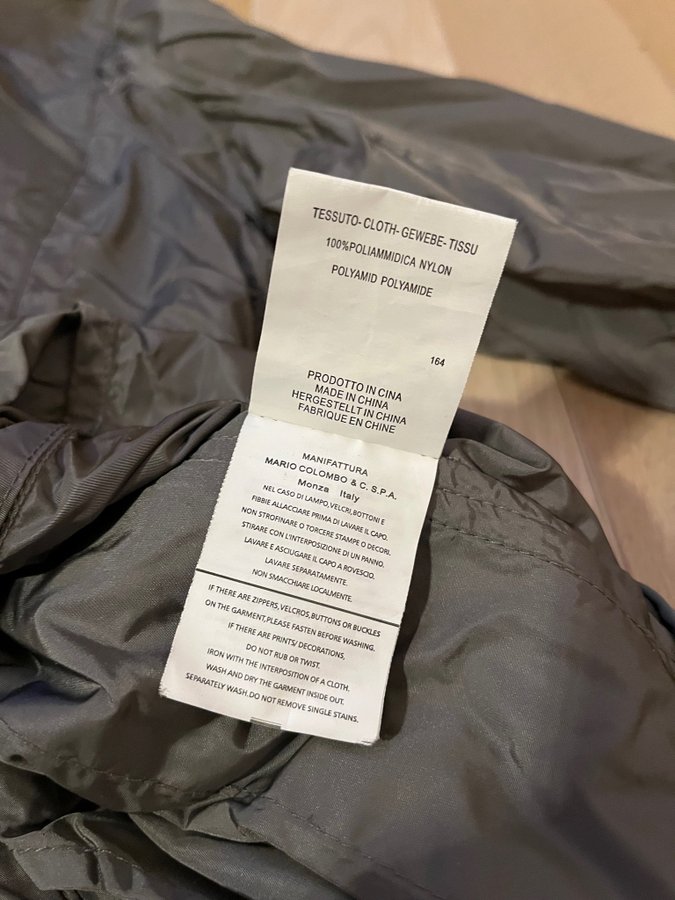 TESSUTO-CLOTH-GEWEBE-TISSU
100%POLIAMMIDICA NYLON
POLYAMID POLYAMIDE
164
PRODOTTO IN CINA
MADE IN CHINA
HERGESTELLT IN CHINA
FABRIQUE EN CHINE
MANIFATTURA
MARIO COLOMBO & C. S.P.A.
Monza Italy
NEL CASO DI LAMPO,VELCRI,BOTTONI E
FIBBIE ALLACCIARE PRIMA DI LAVARE IL CAPO.
NON STROFINARE O TORCERE STAMPE O DECORI.
STIRARE CON L'INTERPOSIZIONE DI UN PANNO.
LAVARE E ASCIUGARE IL CAPO A ROVESCIO.
LAVARE SEPARATAMENTE.
NON SMACCHIARE LOCALMENTE.
IF THERE ARE ZIPPERS,VELCROS,BUTTONS OR BUCKLES
ON THE GARMENT,PLEASE FASTEN BEFORE WASHING.
IF THERE ARE PRINTS/ DECORATIONS,
DO NOT RUB OR TWIST.
IRON WITH THE INTERPOSITION OF A CLOTH.
WASH AND DRY THE GARMENT INSIDE OUT.
SEPARATELY WASH.DO NOT REMOVE SINGLE STAINS.